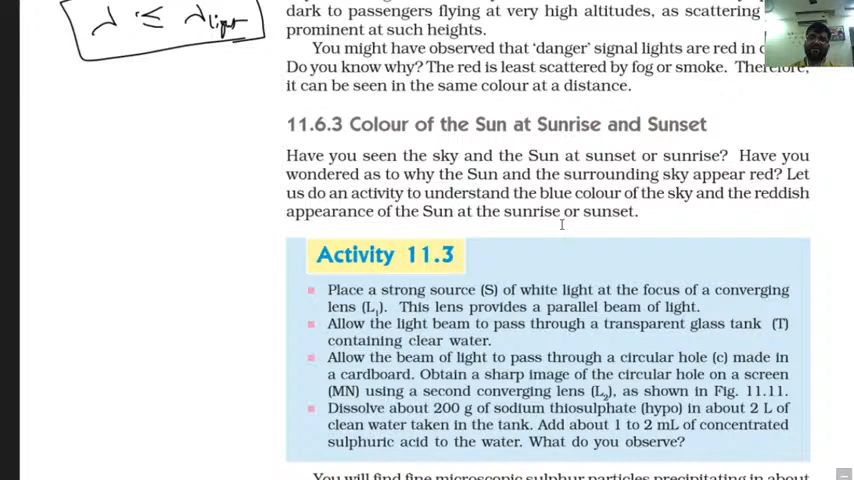 λ ≤ λ light
dark to passengers flying at very high altitudes, as scattering
prominent at such heights.
You might have observed that ‘danger’ signal lights are red in
Do you know why? The red is least scattered by fog or smoke. Therefore,
it can be seen in the same colour at a distance.
11.6.3 Colour of the Sun at Sunrise and Sunset
Have you seen the sky and the Sun at sunset or sunrise? Have you
wondered as to why the Sun and the surrounding sky appear red? Let
us do an activity to understand the blue colour of the sky and the reddish
appearance of the Sun at the sunrise or sunset.
Activity 11.3
Place a strong source (S) of white light at the focus of a converging
lens (L₁). This lens provides a parallel beam of light.
Allow the light beam to pass through a transparent glass tank (T)
containing clear water.
Allow the beam of light to pass through a circular hole (c) made in
a cardboard. Obtain a sharp image of the circular hole on a screen
(MN) using a second converging lens (L₂), as shown in Fig. 11.11.
Dissolve about 200 g of sodium thiosulphate (hypo) in about 2 L of
clean water taken in the tank. Add about 1 to 2 mL of concentrated
sulphuric acid to the water. What do you observe?
You will find fine microscopic sulphur particles precipitating in about